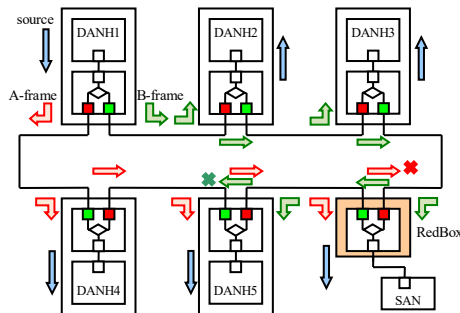 source
DANH1
DANH2
DANH3
A-frame
B-frame
RedBox
DANH4
DANH5
SAN